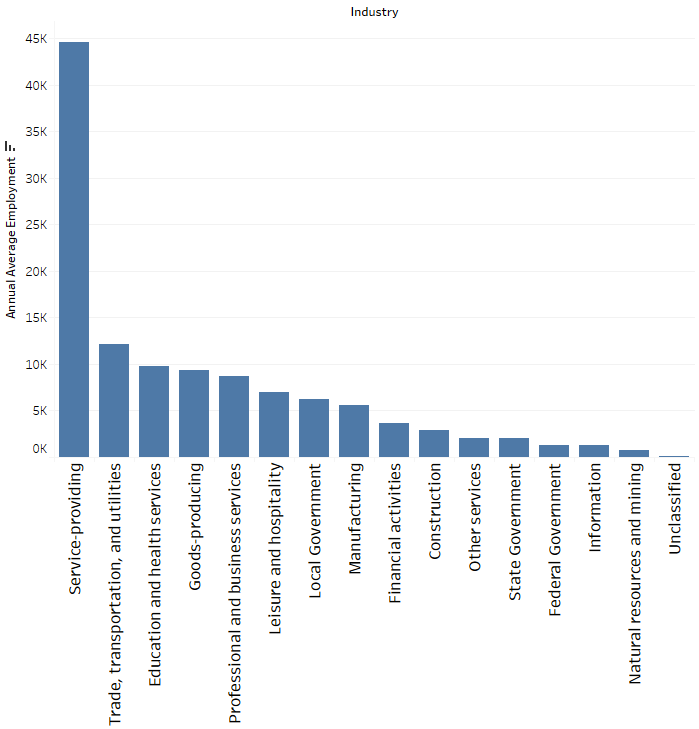 Industry
Annual Average Employment
45K
40K
35K
30K
25K
20K
15K
10K
5K
0K
Service-providing
Trade, transportation, and utilities
Education and health services
Goods-producing
Professional and business services
Leisure and hospitality
Local Government
Manufacturing
Financial activities
Construction
Other services
State Government
Federal Government
Information
Natural resources and mining
Unclassified